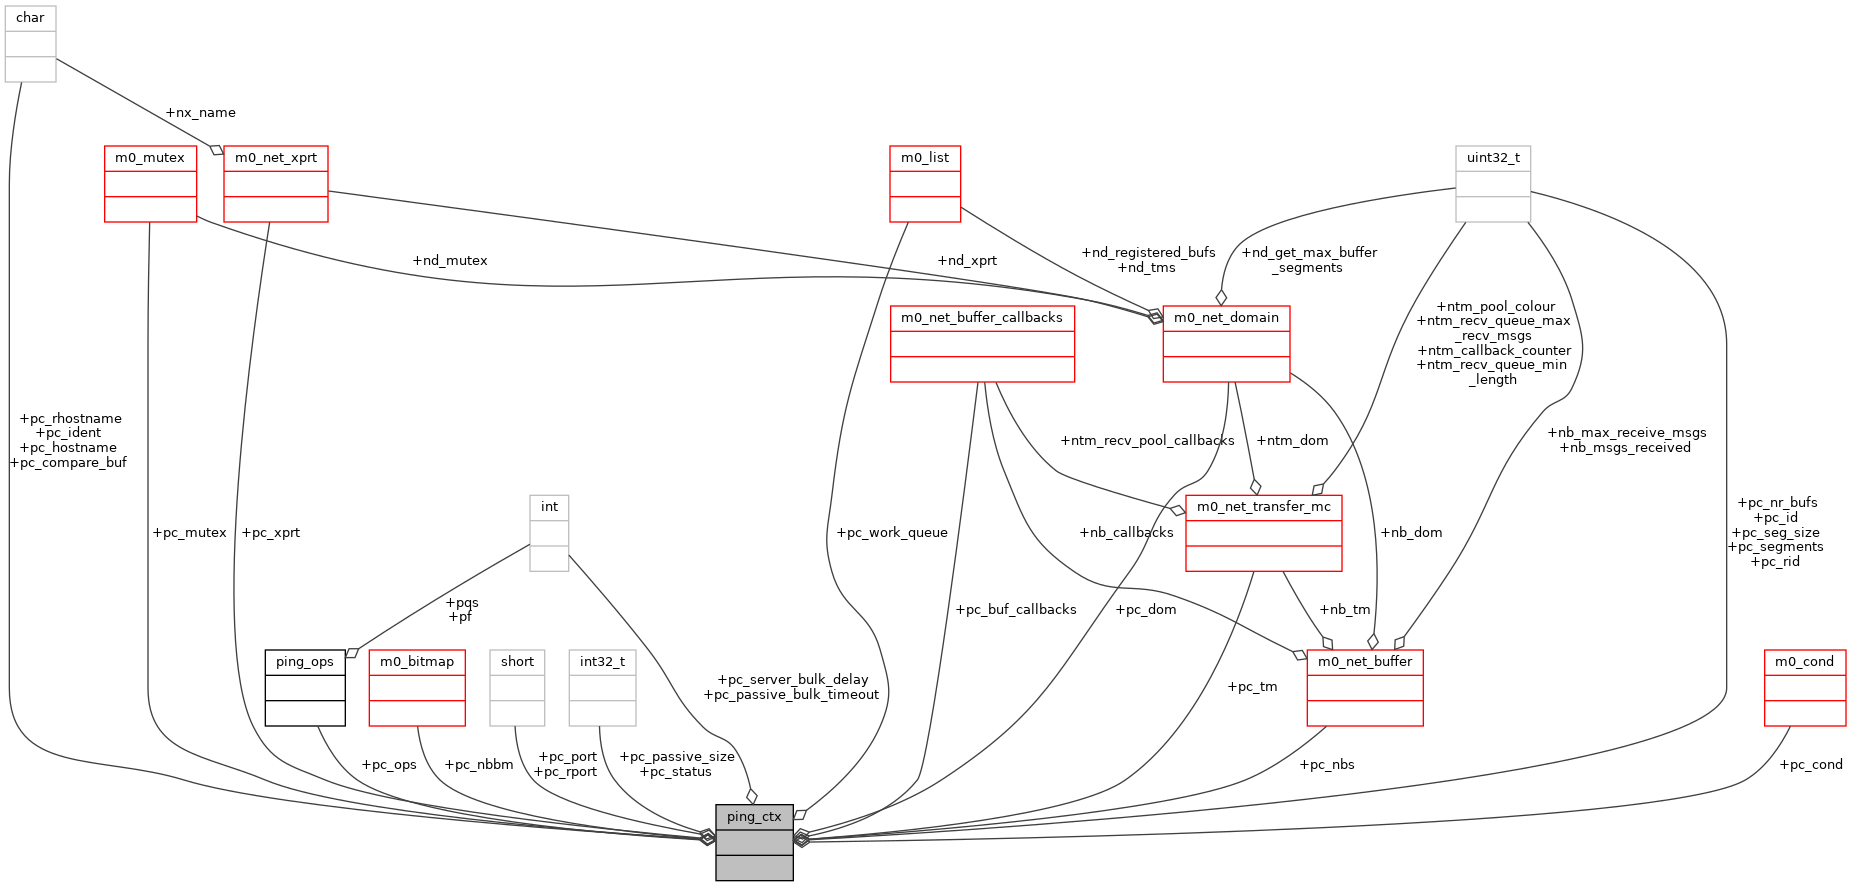 char
+nx_name
m0_mutex
m0_net_xprt
m0_list
uint32_t
+nd_mutex
+nd_xprt
+nd_registered_bufs
+nd_tms
+nd_get_max_buffer
_segments
m0_net_buffer_callbacks
m0_net_domain
+ntm_pool_colour
+ntm_recv_queue_max
_recv_msgs
+ntm_callback_counter
+ntm_recv_queue_min
_length
+pc_rhostname
+pc_ident
+pc_hostname
+pc_compare_buf
+ntm_recv_pool_callbacks
+ntm_dom
+nb_max_receive_msgs
+nb_msgs_received
int
m0_net_transfer_mc
+pc_mutex
+pc_xprt
+pc_work_queue
+nb_callbacks
+nb_dom
+pc_nr_bufs
+pc_id
+pc_seg_size
+pc_segments
+pc_rid
+pqs
+pf
+pc_buf_callbacks
+pc_dom
+nb_tm
ping_ops
m0_bitmap
short
int32_t
m0_net_buffer
m0_cond
+pc_server_bulk_delay
+pc_passive_bulk_timeout
+pc_tm
+pc_ops
+pc_nbbm
+pc_port
+pc_rport
+pc_passive_size
+pc_status
+pc_nbs
+pc_cond
ping_ctx